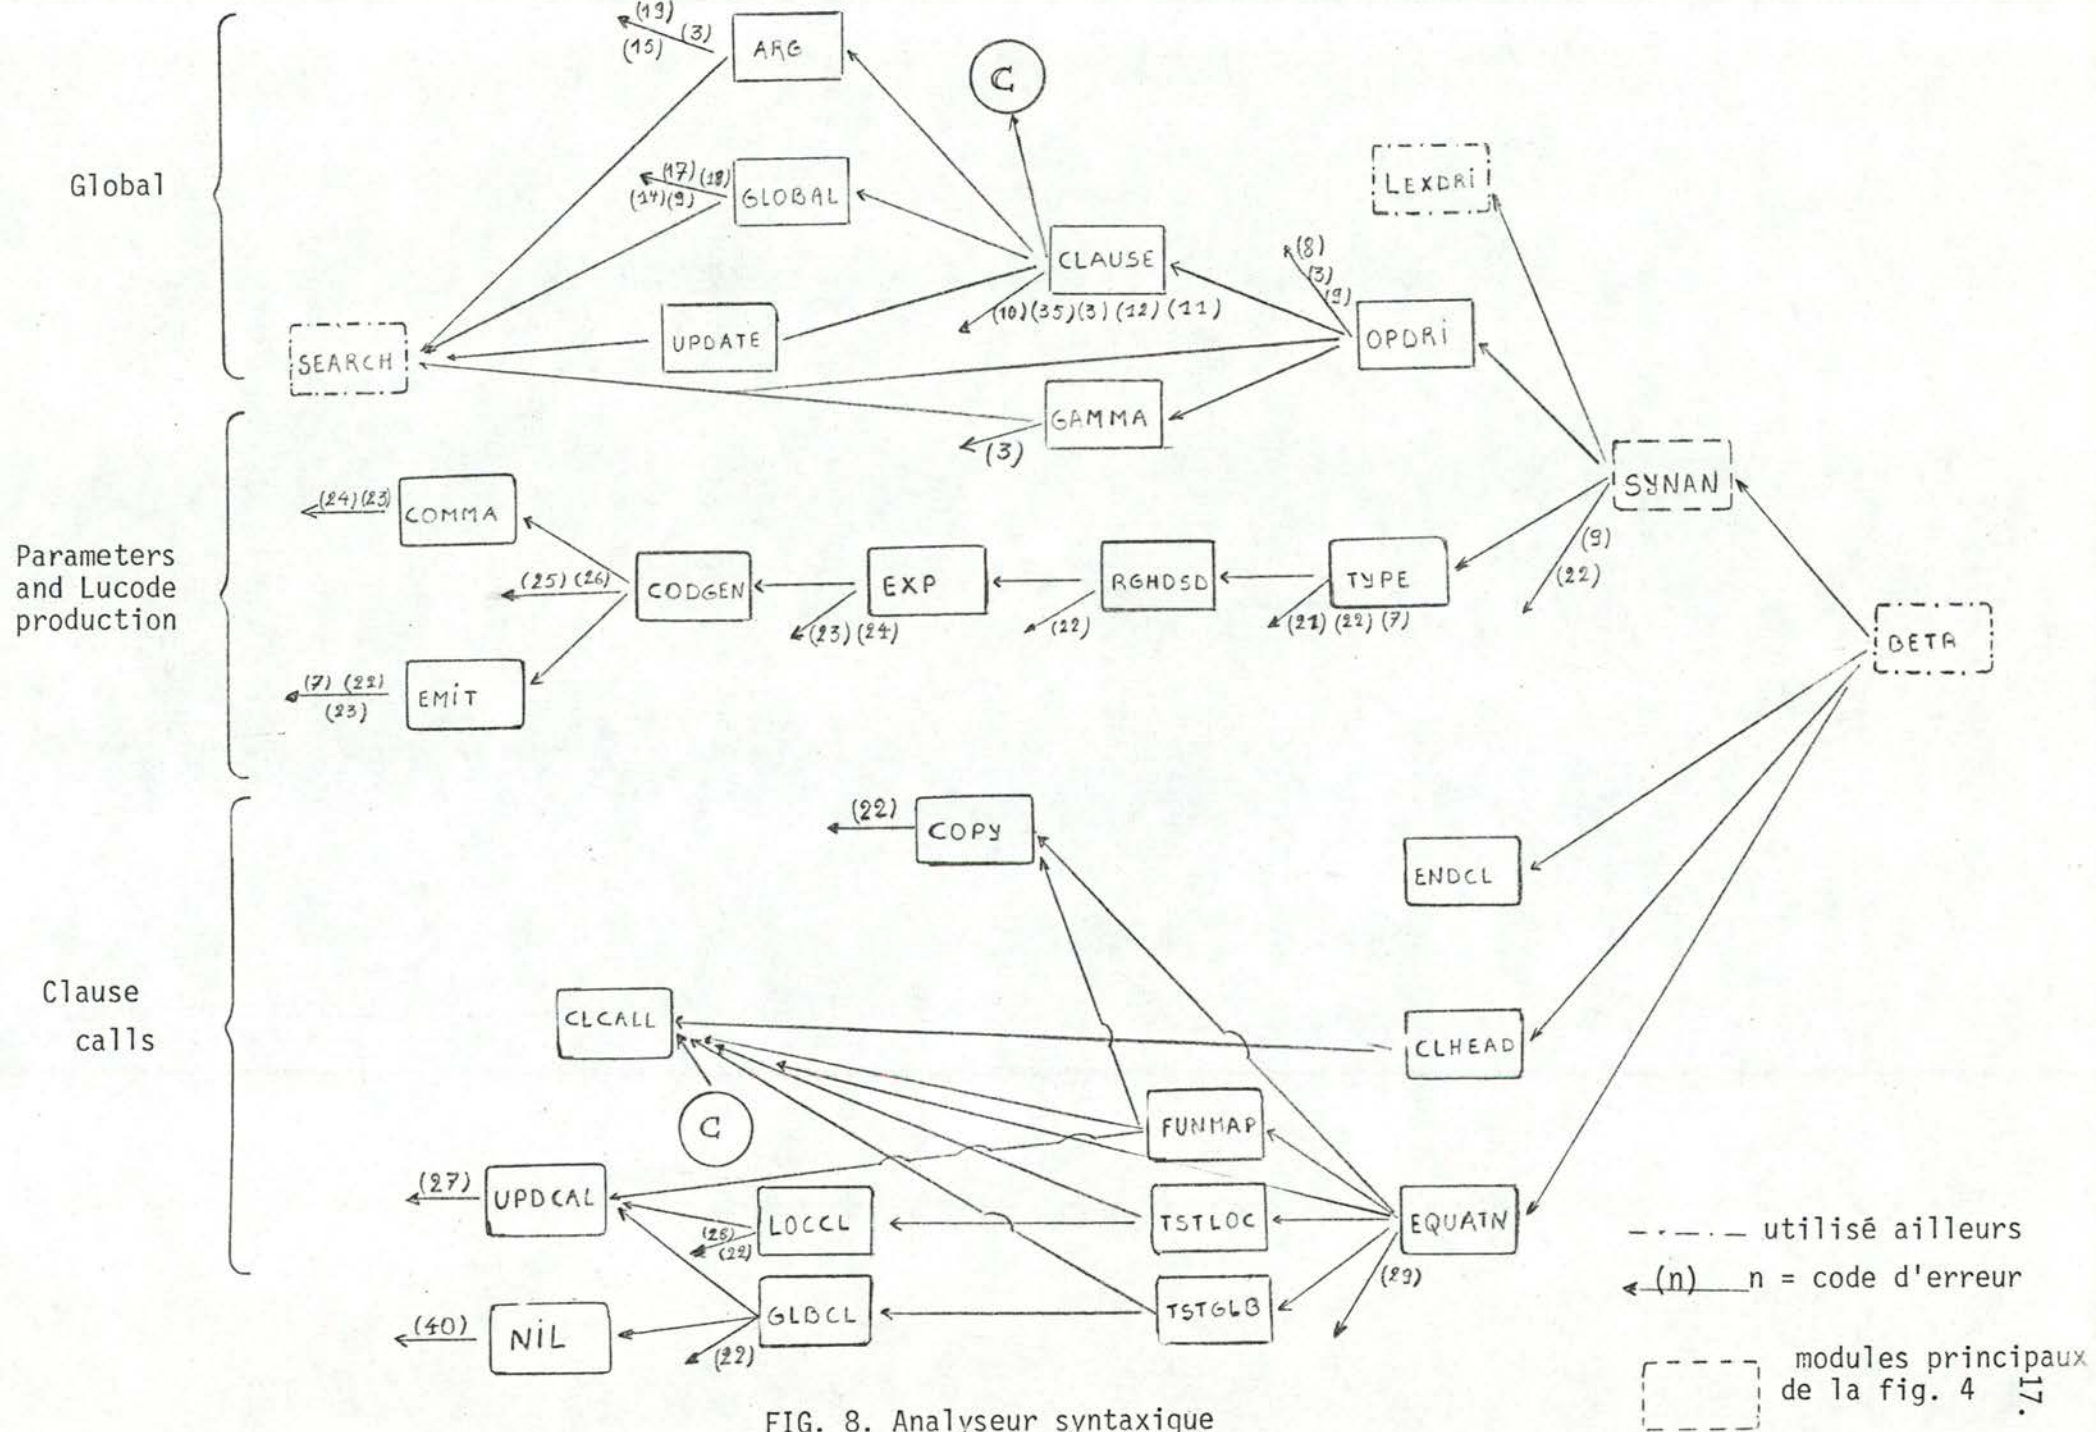 (19)
(3)
(15)
ARG
C
Global
(17) (18)
(14)(9)
GLOBAL
LEXDRI
CLAUSE
(8)
(3)
(9)
(10)(35)(3)(12)(11)
UPDATE
OPDRI
SEARCH
GAMMA
(3)
SYNAN
(9)
(22)
(24)(23)
COMMA
Parameters
and Lucode
production
(25)(26)
CODGEN
EXP
RGHDSD
TYPE
(23)(24)
(22)
(21)(22)(7)
BETA
(7) (22)
(23)
EMIT
(22)
COPY
ENDCL
Clause
calls
CLCALL
CLHEAD
C
FUNMAP
(27)
UPDCAL
LOCCL
(22)
TSTLOC
EQUATN
(29)
utilisé ailleurs
(n) n = code d'erreur
(40)
NIL
GLBCL
(22)
TSTGLB
modules principaux
de la fig. 4
17.
FIG. 8. Analyseur syntaxique